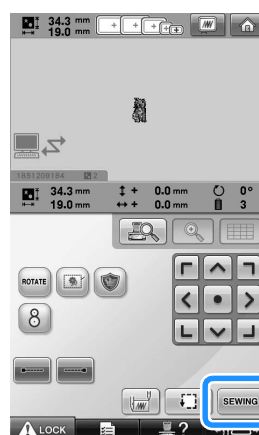 34.3 mm
19.0 mm
1851209184 2
34.3 mm + 0.0 mm 0°
19.0 mm + 0.0 mm 3
ROTATE
8
SEWING
LOCK ?